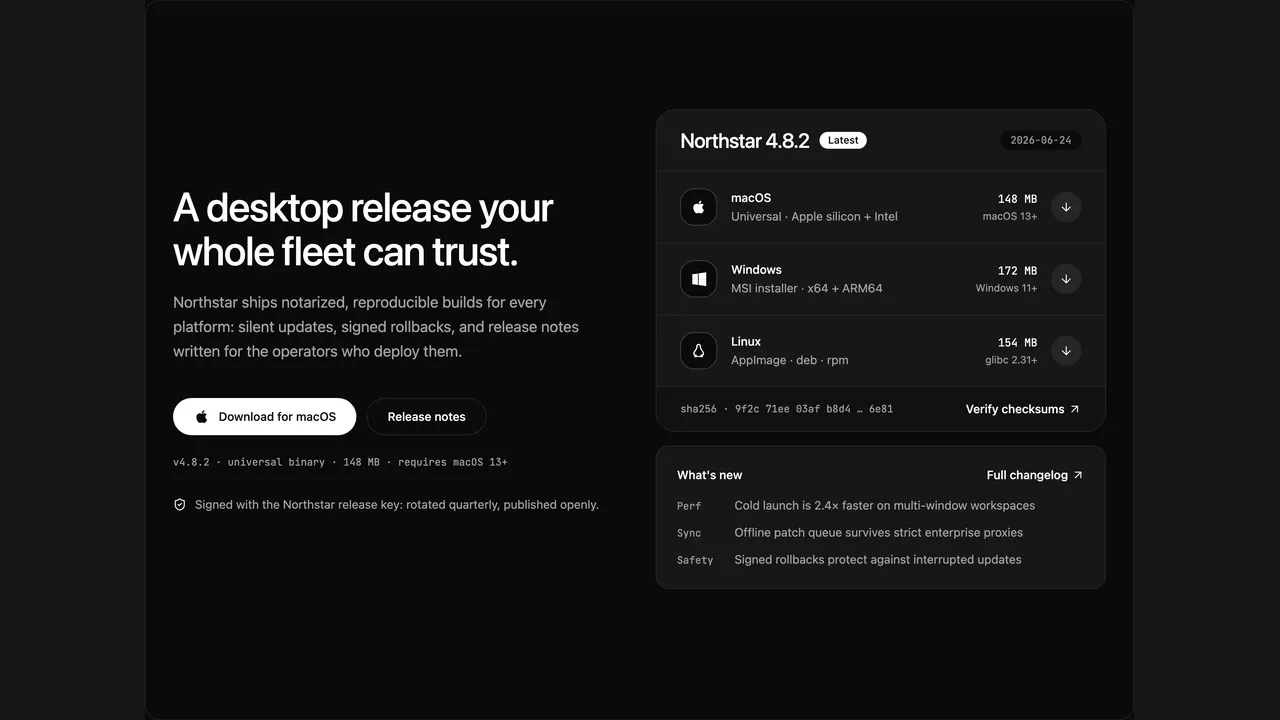 A desktop release your
whole fleet can trust.
Northstar ships notarized, reproducible builds for every
platform: silent updates, signed rollbacks, and release notes
written for the operators who deploy them.
Download for macOS
Release notes
v4.8.2 · universal binary · 148 MB · requires macOS 13+
Signed with the Northstar release key: rotated quarterly, published openly.
Northstar 4.8.2
Latest
2026-06-24
macOS
Universal · Apple silicon + Intel
148 MB
macOS 13+
Windows
MSI installer · x64 + ARM64
172 MB
Windows 11+
Linux
AppImage · deb · rpm
154 MB
glibc 2.31+
sha256 · 9f2c 71ee 03af b8d4 … 6e81
Verify checksums
What's new
Full changelog
Perf Cold launch is 2.4× faster on multi-window workspaces
Sync Offline patch queue survives strict enterprise proxies
Safety Signed rollbacks protect against interrupted updates